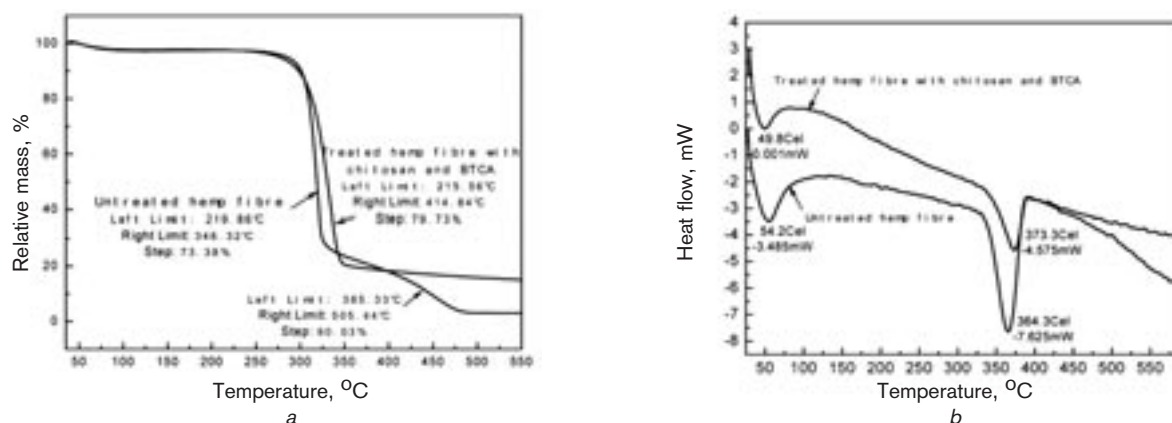 100
80
60
40
20
0
Relative mass, %
Untreated hemp fibre
Left Limit: 219.86℃
Right Limit: 346.32℃
Step: 73.38%
Treated hemp fibre with
chitosan and BTCA
Left Limit: 215.56℃
Right Limit: 414.64℃
Step: 79.73%
Left Limit: 385.33℃
Right Limit: 505.44℃
Step:
50 100 150 200 250 300 350 400 450 500 550
Temperature, °C
a
4
3
2
1
0
-1
-2
-3
-4
-5
-6
-7
-8
Heat flow, mW
Treated hemp fibre with chitosan and BTCA
49.8Cel
-0.001mW
Untreated hemp fibre
54.2Cel
-3.485mW
373.3Cel
-4.575mW
364.3Cel
-7.625mW
50 100 150 200 250 300 350 400 450 500 550
Temperature, °C
b